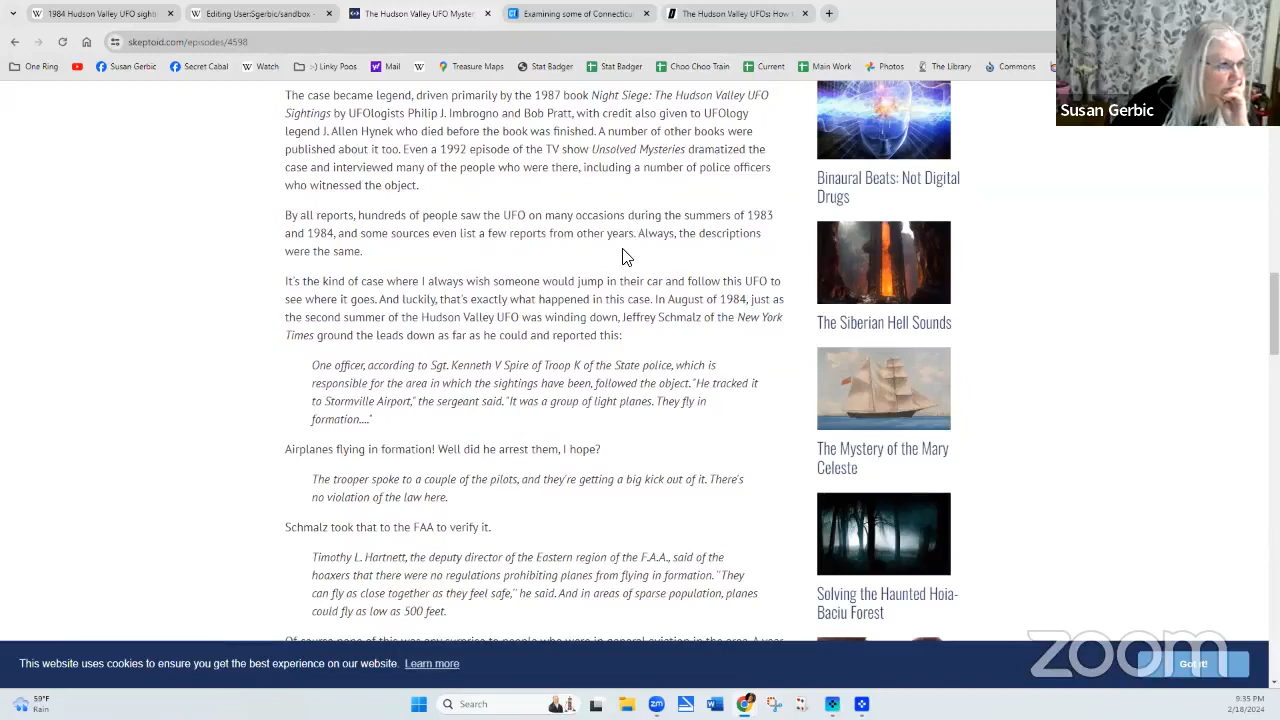 1984 Hudson Valley UFO sighti
Editing UserSgerbic/sandbox -
The Hudson Valley UFO Myster
Examining some of Connecticu
The Hudson Valley UFOs: How
skeptoid.com/episodes/4598
One Ring
Susan Gerbic
Secret Cabal
Watch
:-) Linky Poos
Mail
Treasure Maps
Stat Badger
Stat Badger
Choo Choo Train
Current
Main Work
Photos
The Library
Commons
Susan Gerbic
The case became legend, driven primarily by the 1987 book Night Siege: The Hudson Valley UFO
Sightings by UFOlogists Philip J. Imbrogno and Bob Pratt, with credit also given to UFOlogy
legend J. Allen Hynek who died before the book was finished. A number of other books were
published about it too. Even a 1992 episode of the TV show Unsolved Mysteries dramatized the
case and interviewed many of the people who were there, including a number of police officers
who witnessed the object.
By all reports, hundreds of people saw the UFO on many occasions during the summers of 1983
and 1984, and some sources even list a few reports from other years. Always, the descriptions
were the same.
It's the kind of case where I always wish someone would jump in their car and follow this UFO to
see where it goes. And luckily, that's exactly what happened in this case. In August of 1984, just as
the second summer of the Hudson Valley UFO was winding down, Jeffrey Schmalz of the New York
Times ground the leads down as far as he could and reported this:
One officer, according to Sgt. Kenneth V Spire of Troop K of the State police, which is
responsible for the area in which the sightings have been, followed the object. "He tracked it
to Stormville Airport," the sergeant said. "It was a group of light planes. They fly in
formation...."
Airplanes flying in formation! Well did he arrest them, I hope?
The trooper spoke to a couple of the pilots, and they're getting a big kick out of it. There's
no violation of the law here.
Schmalz took that to the FAA to verify it.
Timothy L. Hartnett, the deputy director of the Eastern region of the F.A.A., said of the
hoaxers that there were no regulations prohibiting planes from flying in formation. ''They
can fly as close together as they feel safe,'' he said. And in areas of sparse population, planes
could fly as low as 500 feet.
Of course none of this was any surprise to people who were in general aviation in the area. A year
Binaural Beats: Not Digital
Drugs
The Siberian Hell Sounds
The Mystery of the Mary
Celeste
Solving the Haunted Hoia-
Baciu Forest
This website uses cookies to ensure you get the best experience on our website. Learn more
Got it!
zoom
59°F
Rain
Search
9:35 PM
2/18/2024